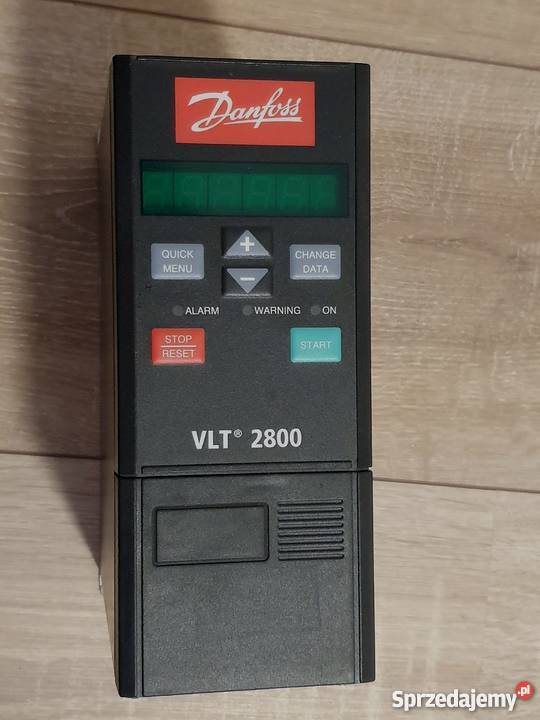 Danfoss
+
QUICK
MENU
CHANGE
DATA
−
ALARM WARNING ON
STOP
RESET
START
VLT® 2800
Sprzedajemy.pl